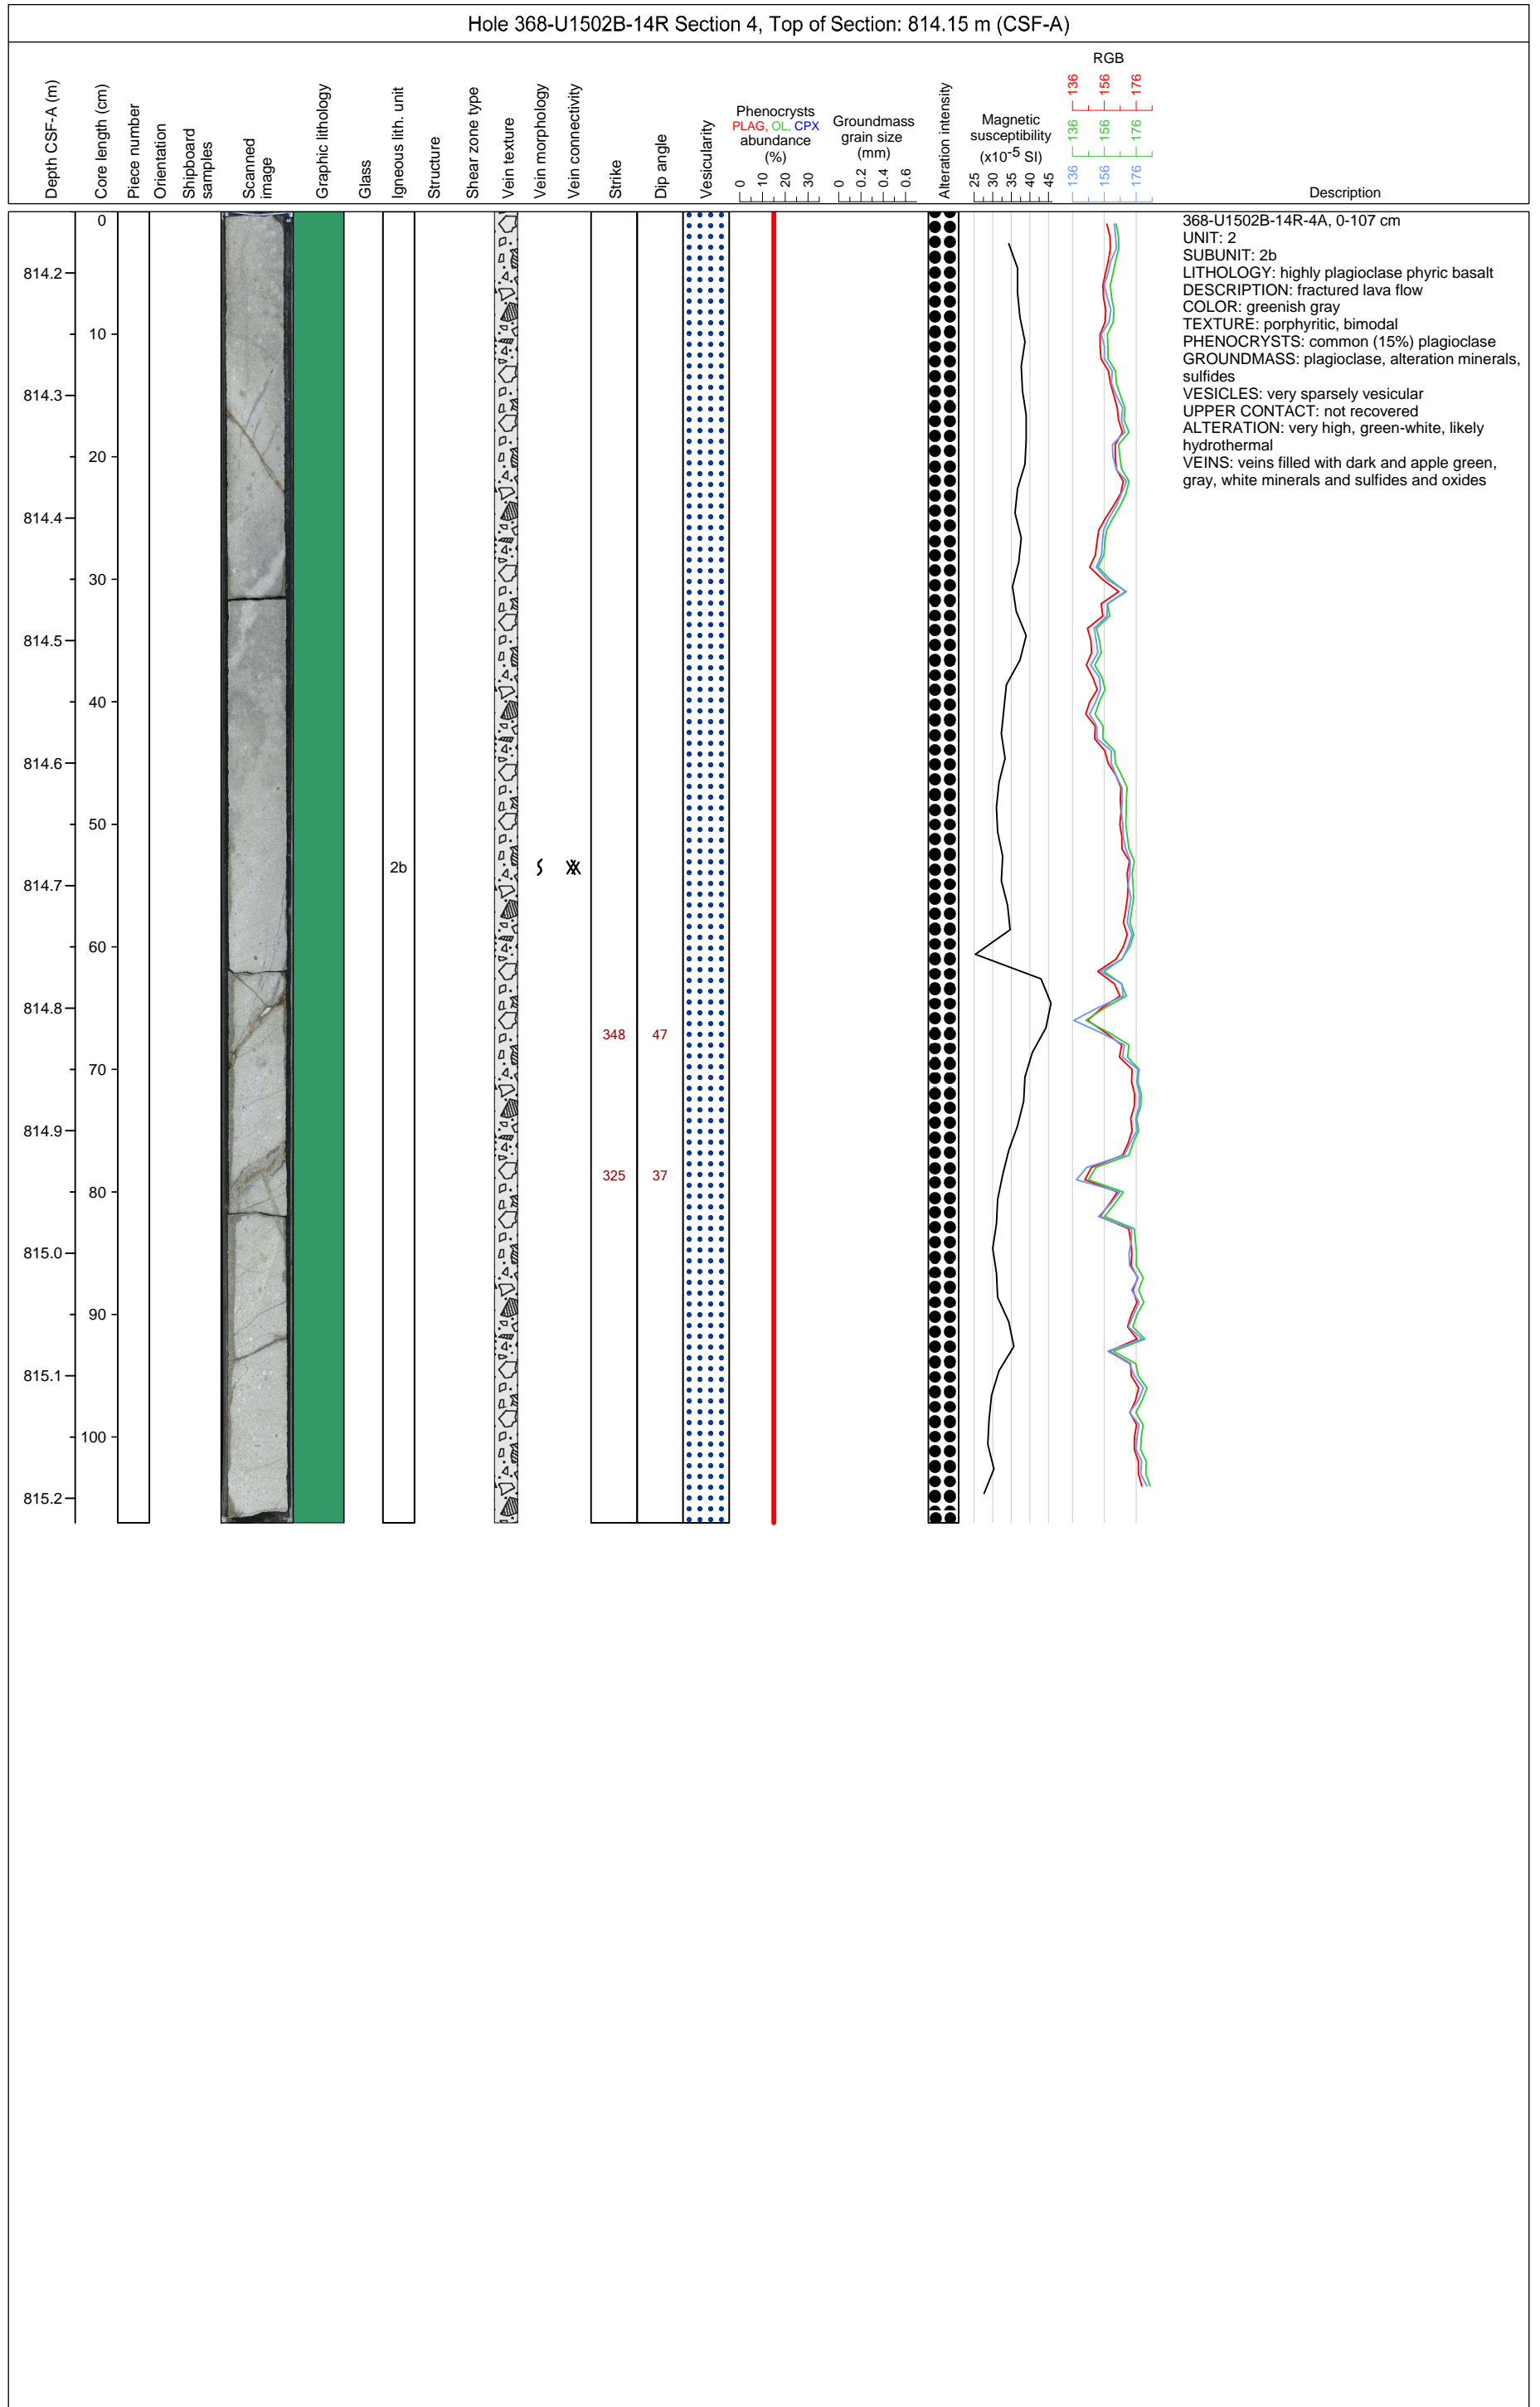 Hole 368-U1502B-14R Section 4, Top of Section: 814.15 m (CSF-A)
Depth CSF-A (m)
Core length (cm)
Piece number
Orientation
Shipboard
samples
Scanned
image
Graphic lithology
Glass
Igneous lith. unit
Structure
Shear zone type
Vein texture
Vein morphology
Vein connectivity
Strike
Dip angle
Vesicularity
Phenocrysts
PLAG, OL, CPX
abundance
(%)
0 10 20 30
Groundmass
grain size
(mm)
0 0.2 0.4 0.6
Alteration intensity
Magnetic
susceptibility
(x10-5 SI)
25 30 35 40 45
RGB
136 156 176
136 156 176
136 156 176
Description
368-U1502B-14R-4A, 0-107 cm
UNIT: 2
SUBUNIT: 2b
LITHOLOGY: highly plagioclase phyric basalt
DESCRIPTION: fractured lava flow
COLOR: greenish gray
TEXTURE: porphyritic, bimodal
PHENOCRYSTS: common (15%) plagioclase
GROUNDMASS: plagioclase, alteration minerals,
sulfides
VESICLES: very sparsely vesicular
UPPER CONTACT: not recovered
ALTERATION: very high, green-white, likely
hydrothermal
VEINS: veins filled with dark and apple green,
gray, white minerals and sulfides and oxides
0
814.2
10
814.3
20
814.4
30
814.5
40
814.6
50
2b
814.7
60
814.8
348 47
70
814.9
325 37
80
815.0
90
815.1
100
815.2